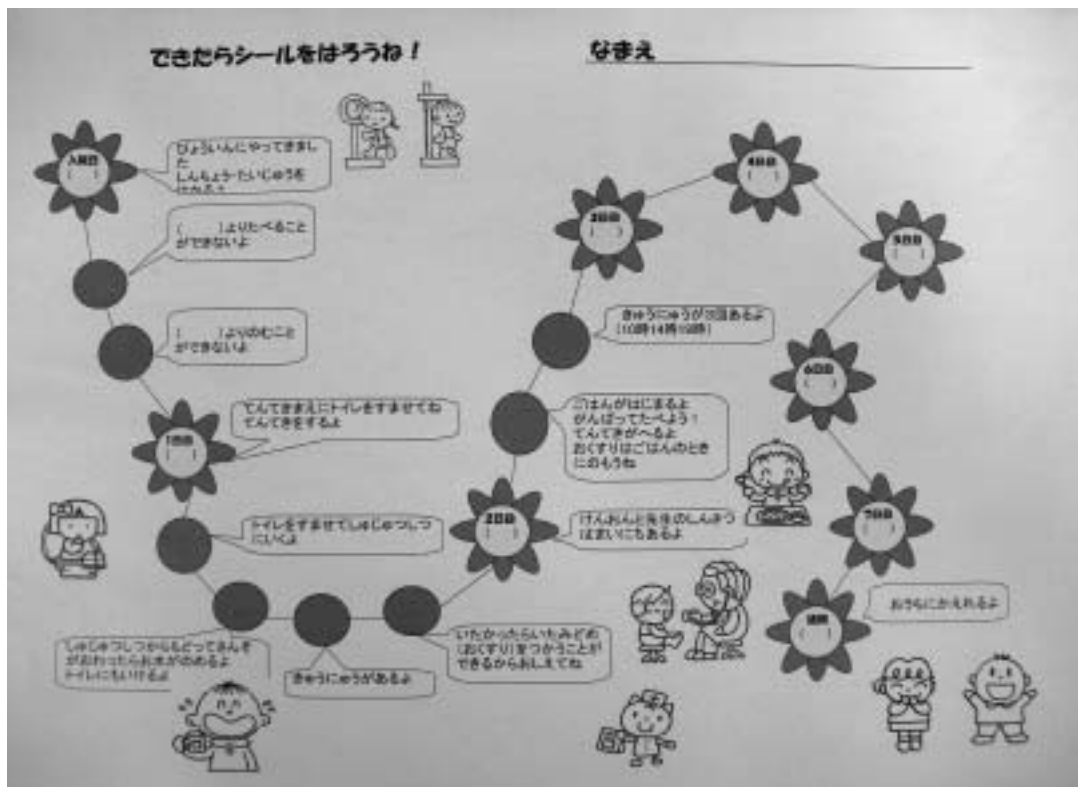 できたらシールをはろうね！
なまえ
入院日
( )
びょういんにやってきまし
た
しんちょう・たいじゅうを
はかるよ
( )よりたべること
ができないよ
( )よりのむこと
ができないよ
1日目
( )
てんてきまえにトイレをすませてね
てんてきをするよ
トイレをすませてしゅじゅつしつ
にいくよ
しゅじゅつしつからもどってさんそ
がおわったらお水がのめるよ
トイレにもいけるよ
きゅうにゅうがあるよ
いたかったらいたみどめ
(おくすり)をつかうことが
できるからおしえてね
2日目
( )
けんおんと先生のしんさつ
はまいにちあるよ
ごはんがはじまるよ
がんばってたべよう！
てんてきがへるよ
おくすりはごはんのとき
にのもうね
きゅうにゅうが3回あるよ
(10時14時19時)
3日目
( )
4日目
( )
5日目
( )
6日目
( )
7日目
( )
( )
おうちにかえれるよ